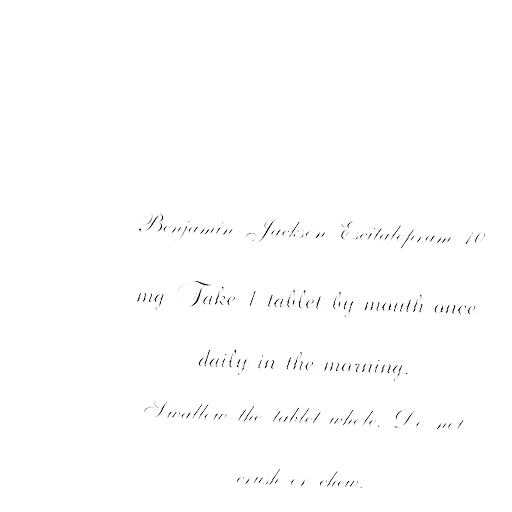 Benjamin Jackson Escitalopram 10
mg Take 1 tablet by mouth once
daily in the morning.
Swallow the tablet whole. Do not
crush or chew.